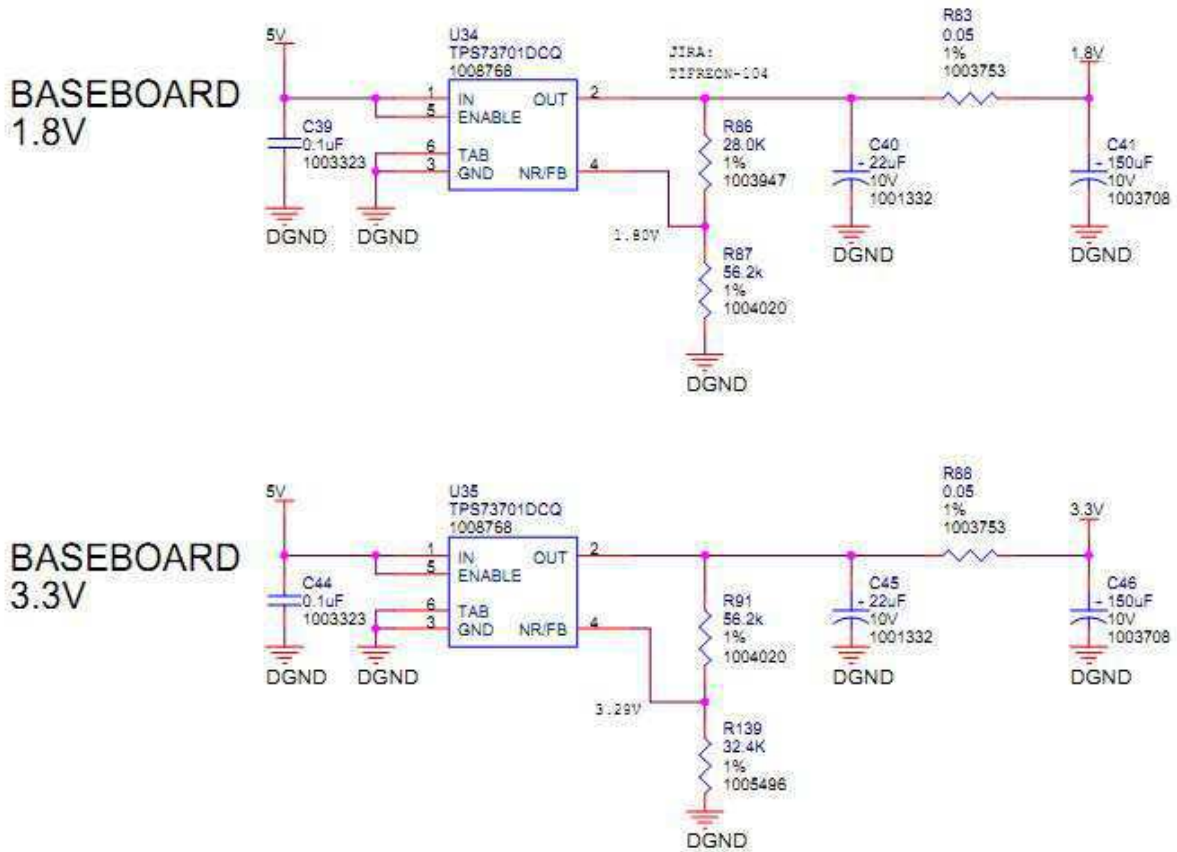 BASEBOARD
1.8V
5V
C39
0.1uF
1003323
DGND
DGND
U34
TPS73701DCQ
1008768
1 IN OUT 2
5 ENABLE
6 TAB
3 GND NR/FB 4
JIRA:
TIFRECN-104
R86
28.0K
1%
1003947
1.80V
R87
56.2k
1%
1004020
DGND
C40
22uF
10V
1001332
DGND
R83
0.05
1%
1003753
1.8V
C41
150uF
10V
1003708
DGND
BASEBOARD
3.3V
5V
C44
0.1uF
1003323
DGND
DGND
U35
TPS73701DCQ
1008768
1 IN OUT 2
5 ENABLE
6 TAB
3 GND NR/FB 4
R91
56.2k
1%
1004020
3.29V
R139
32.4K
1%
1005496
DGND
C45
22uF
10V
1001332
DGND
R88
0.05
1%
1003753
3.3V
C46
150uF
10V
1003708
DGND